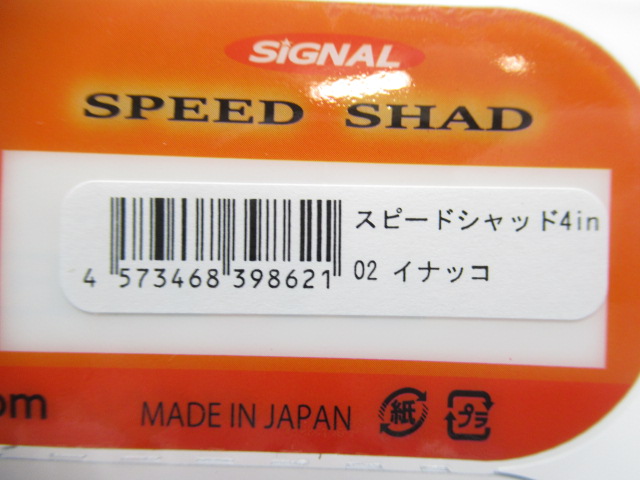 SiGNAL
SPEED SHAD
スピードシャッド4in
4 573468 398621
02 イナッコ
om
MADE IN JAPAN
紙
プラ